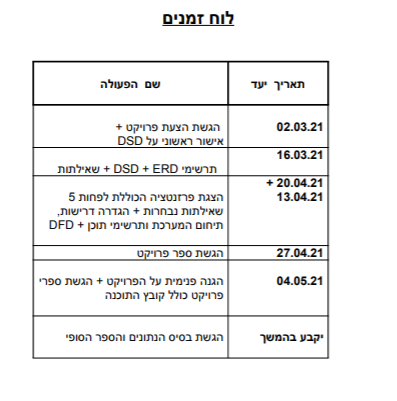 לוח זמנים
תאריך יעד
שם הפעולה
02.03.21
הגשת הצעת פרויקט +
אישור ראשוני על DSD
16.03.21
תרשימי DSD + ERD + שאילתות
20.04.21 +
13.04.21
הצגת פרזנטציה הכוללת לפחות 5
שאילתות נבחרות + הגדרה דרישות,
תיחום המערכת ותרשימי תוכן + DFD
27.04.21
הגשת ספר פרויקט
04.05.21
הגנה פנימית על הפרויקט + הגשת ספרי
פרויקט כולל קובץ התוכנה
יקבע בהמשך
הגשת בסיס הנתונים והספר הסופי